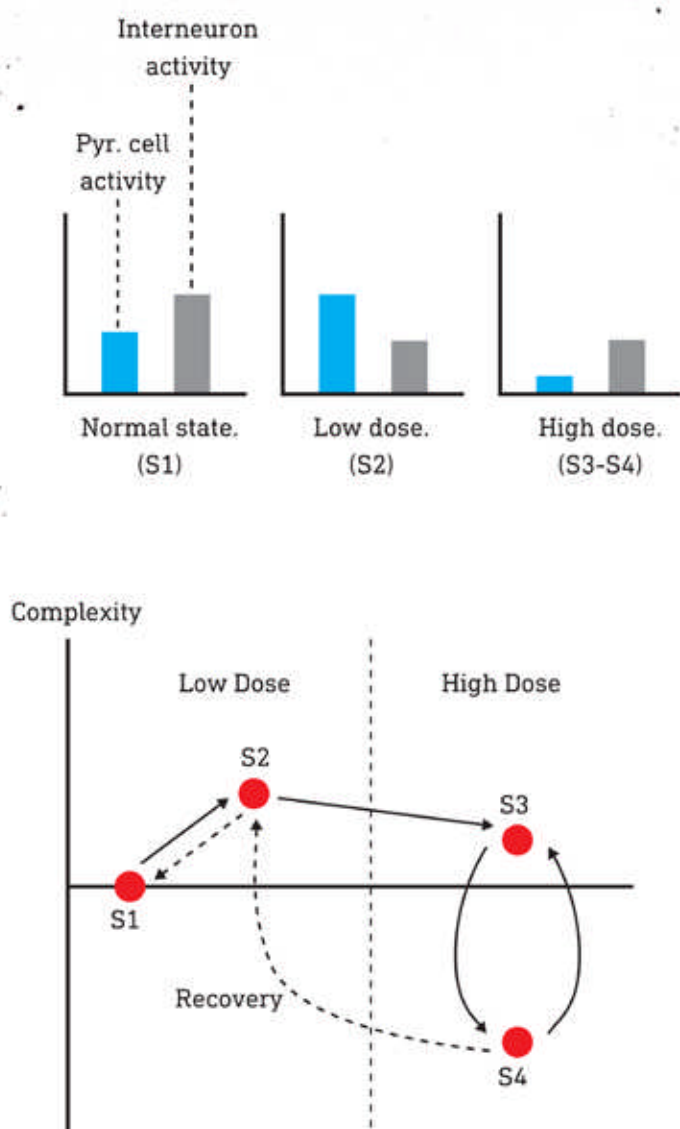 Interneuron
activity
Pyr. cell
activity
Normal state.
(S1)
Low dose.
(S2)
High dose.
(S3-S4)
Complexity
Low Dose
High Dose
S2
S3
S1
Recovery
S4